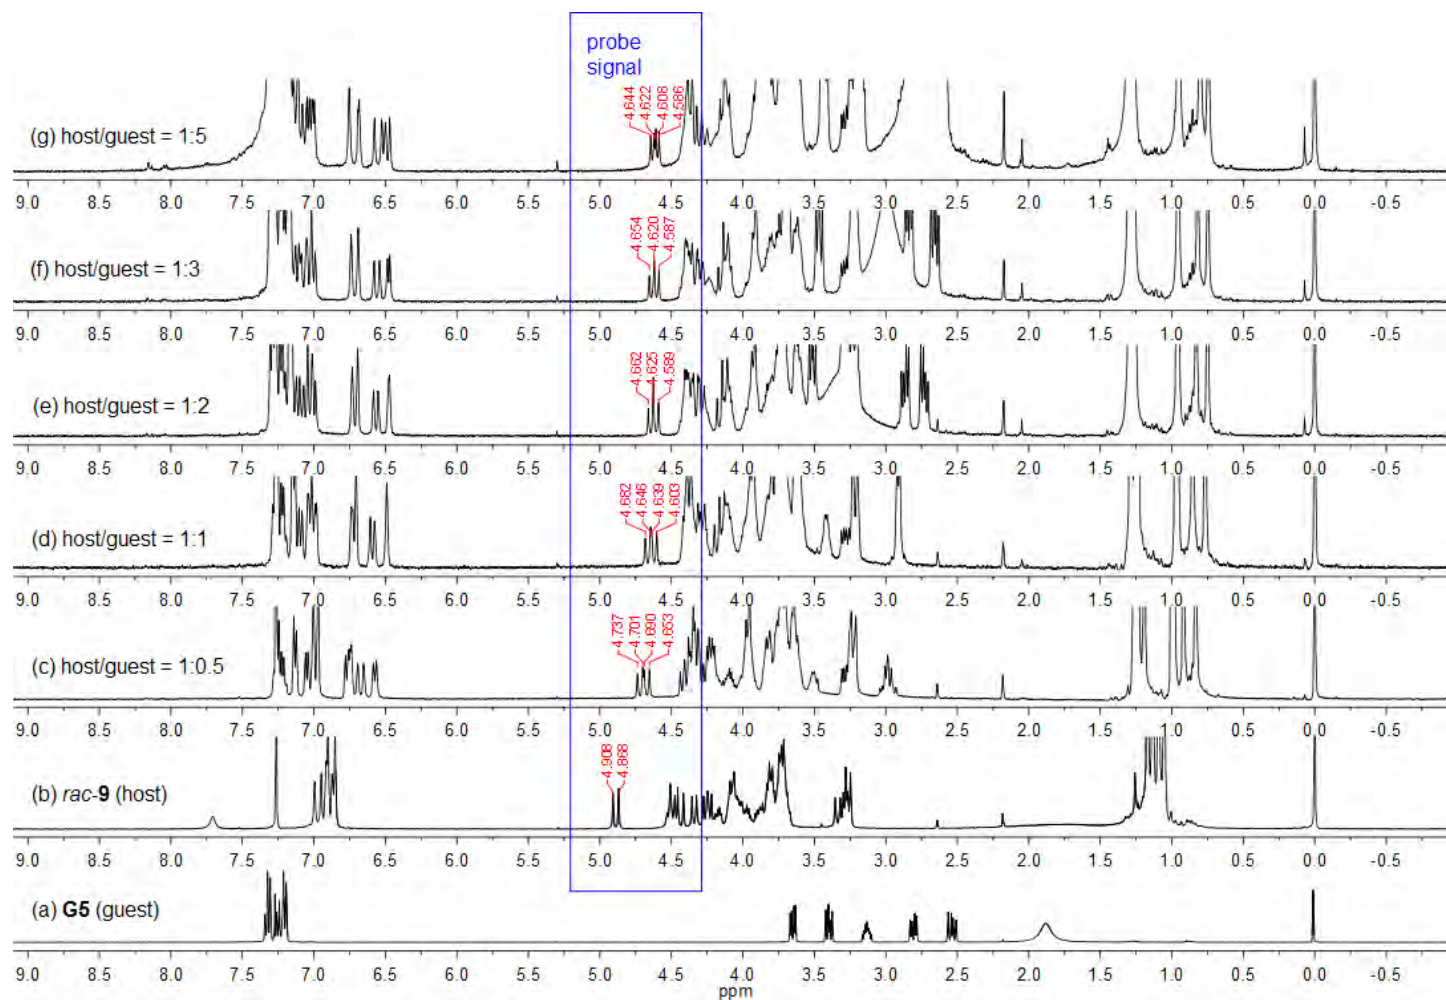 probe
signal
4.644
4.622
4.608
4.586
(g) host/guest = 1:5
9.0 8.5 8.0 7.5 7.0 6.5 6.0 5.5 5.0 4.5 4.0 3.5 3.0 2.5 2.0 1.5 1.0 0.5 0.0 -0.5
4.654
4.620
4.587
(f) host/guest = 1:3
9.0 8.5 8.0 7.5 7.0 6.5 6.0 5.5 5.0 4.5 4.0 3.5 3.0 2.5 2.0 1.5 1.0 0.5 0.0 -0.5
4.662
4.625
4.589
(e) host/guest = 1:2
9.0 8.5 8.0 7.5 7.0 6.5 6.0 5.5 5.0 4.5 4.0 3.5 3.0 2.5 2.0 1.5 1.0 0.5 0.0 -0.5
4.682
4.646
4.639
4.603
(d) host/guest = 1:1
9.0 8.5 8.0 7.5 7.0 6.5 6.0 5.5 5.0 4.5 4.0 3.5 3.0 2.5 2.0 1.5 1.0 0.5 0.0 -0.5
4.737
4.701
4.690
4.653
(c) host/guest = 1:0.5
9.0 8.5 8.0 7.5 7.0 6.5 6.0 5.5 5.0 4.5 4.0 3.5 3.0 2.5 2.0 1.5 1.0 0.5 0.0 -0.5
4.908
4.868
(b) rac-9 (host)
9.0 8.5 8.0 7.5 7.0 6.5 6.0 5.5 5.0 4.5 4.0 3.5 3.0 2.5 2.0 1.5 1.0 0.5 0.0 -0.5
(a) G5 (guest)
9.0 8.5 8.0 7.5 7.0 6.5 6.0 5.5 5.0 4.5 4.0 3.5 3.0 2.5 2.0 1.5 1.0 0.5 0.0 -0.5
ppm